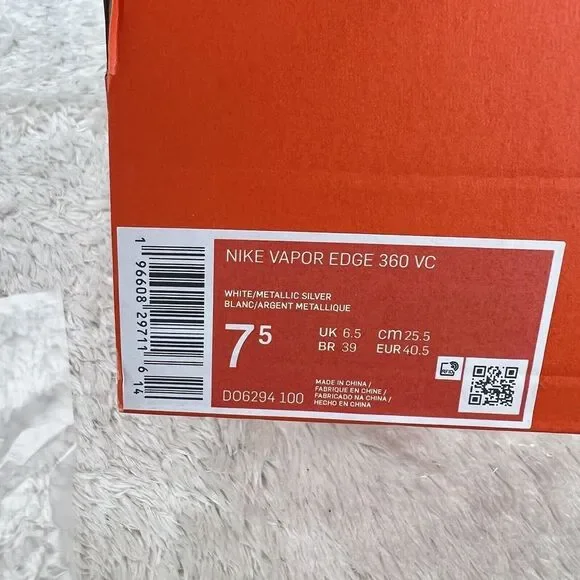 NIKE VAPOR EDGE 360 VC
WHITE/METALLIC SILVER
BLANC/ARGENT METALLIQUE
7 5
UK 6.5 CM 25.5
BR 39 EUR 40.5
DO6294 100
MADE IN CHINA /
FABRIQUE EN CHINE /
FABRICADO NA CHINA /
HECHO EN CHINA
RFID
1 96608 29711 6 14